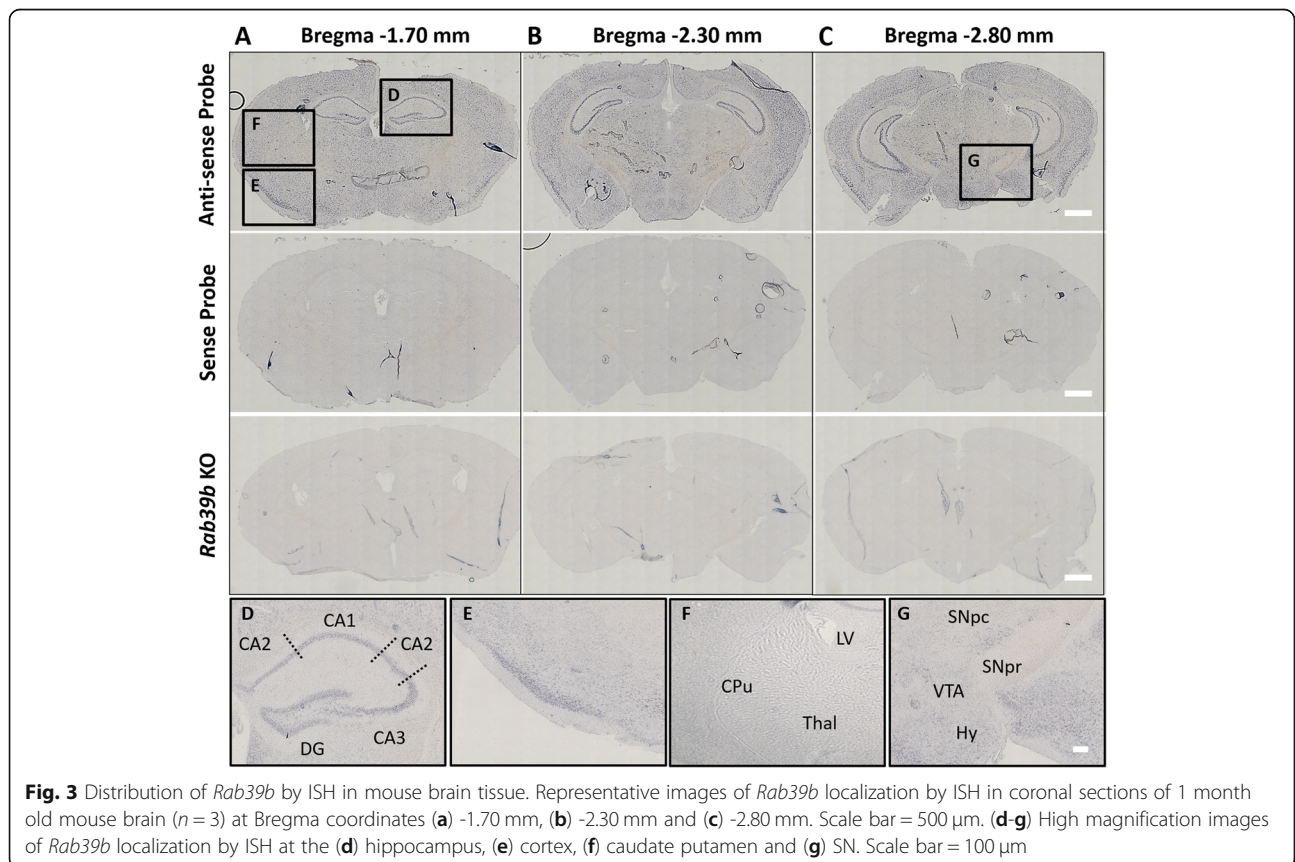 A Bregma -1.70 mm B Bregma -2.30 mm C Bregma -2.80 mm
Anti-sense Probe
D
F
E
G
Sense Probe
Rab39b KO
D
CA1
CA2
CA2
CA3
DG
E
F
LV
CPu
Thal
G
SNpc
SNpr
VTA
Hy
Fig. 3 Distribution of Rab39b by ISH in mouse brain tissue. Representative images of Rab39b localization by ISH in coronal sections of 1 month
old mouse brain (n = 3) at Bregma coordinates (a) -1.70 mm, (b) -2.30 mm and (c) -2.80 mm. Scale bar = 500 μm. (d-g) High magnification images
of Rab39b localization by ISH at the (d) hippocampus, (e) cortex, (f) caudate putamen and (g) SN. Scale bar = 100 μm